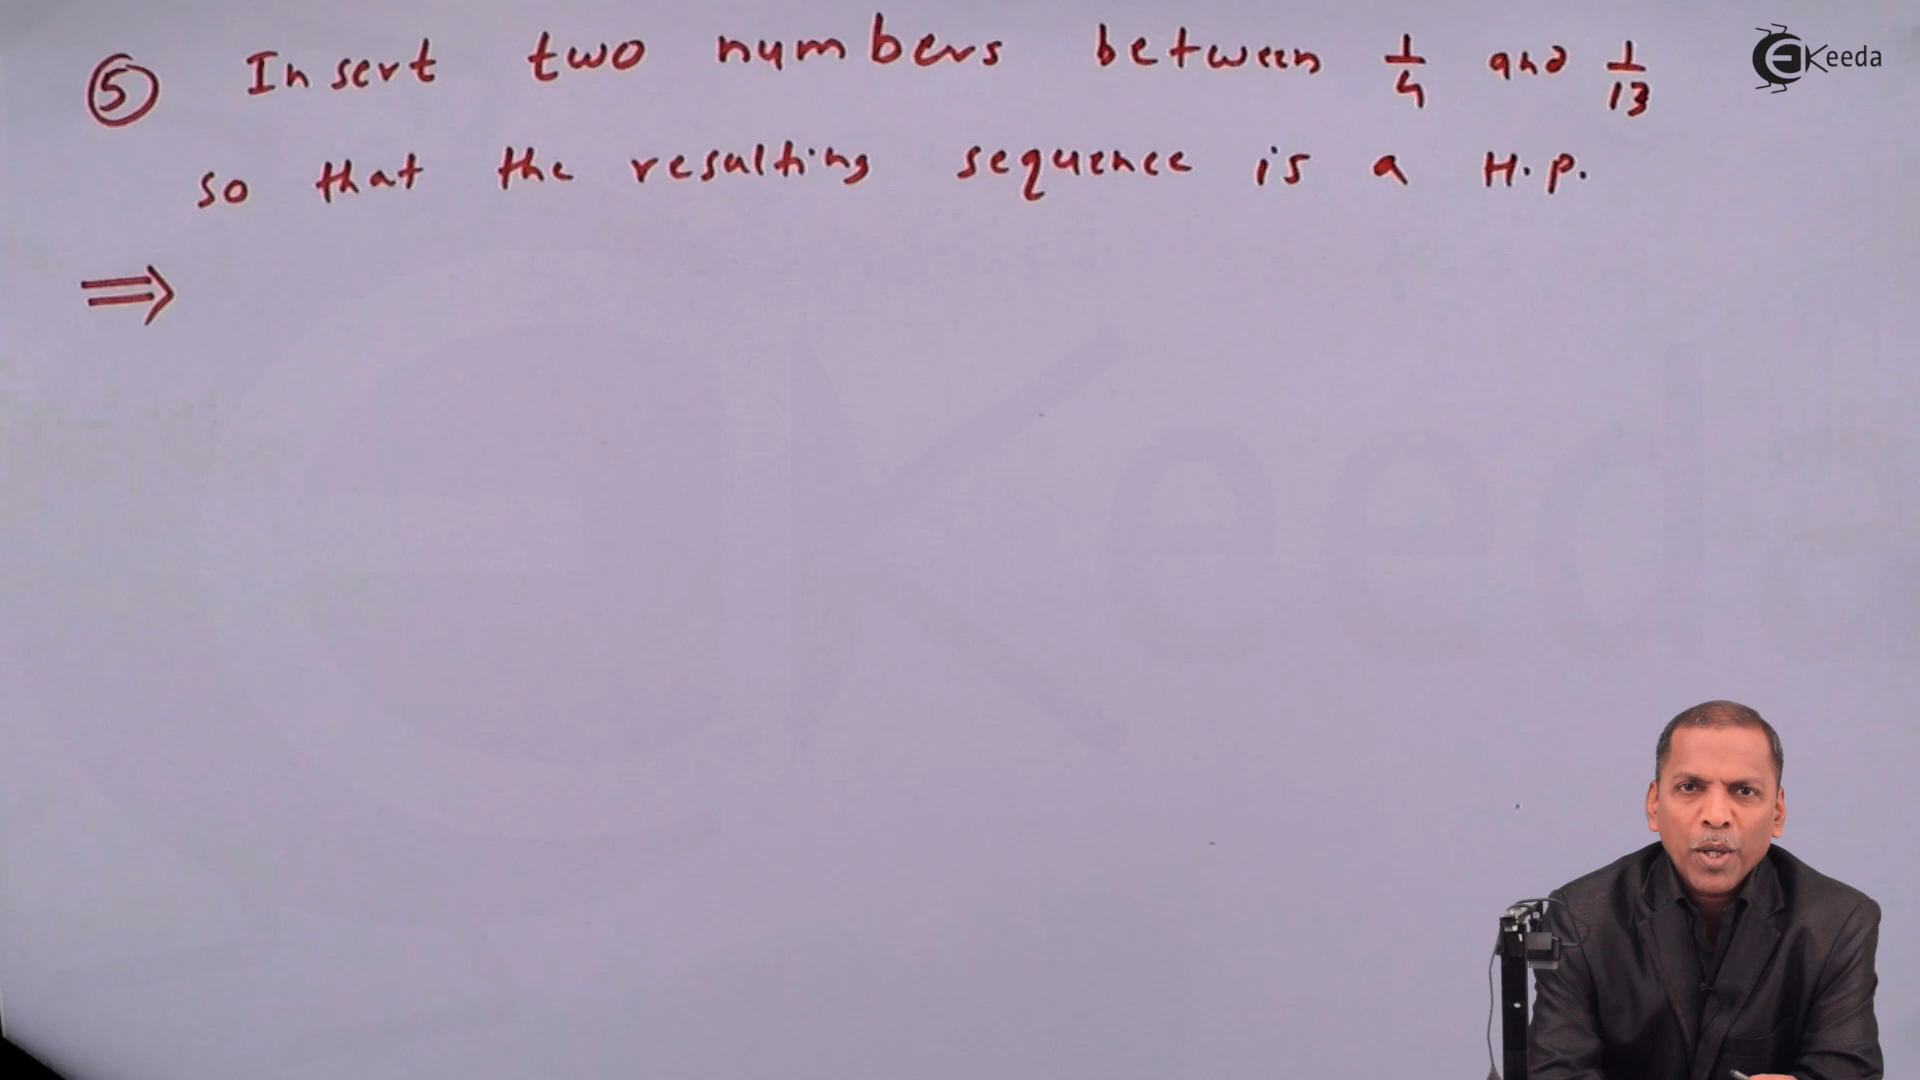 ⑤ Insert two numbers between 1/4 and 1/13
so that the resulting sequence is a H.P.
⇒
eKeeda